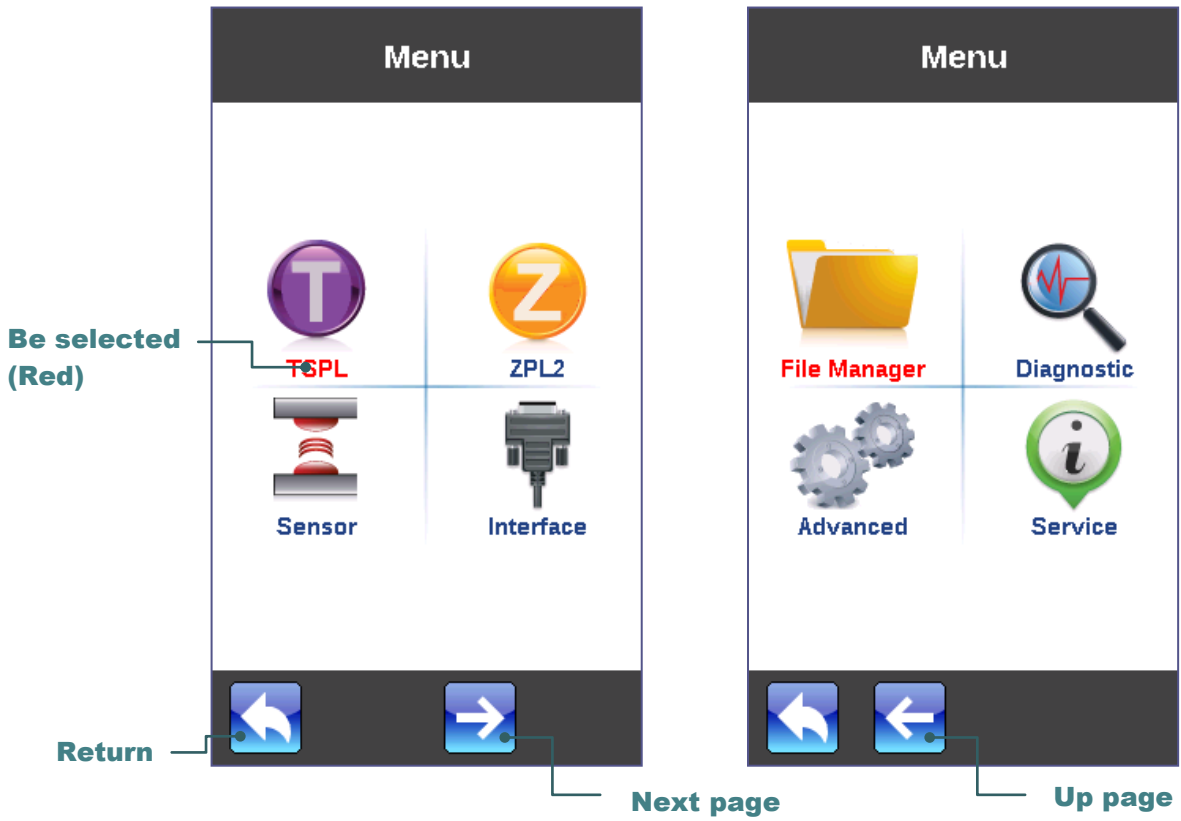 Menu
Menu
T
Z
Be selected
(Red)
TSPL
ZPL2
File Manager
Diagnostic
i
Sensor
Interface
Advanced
Service
Return
Next page
Up page